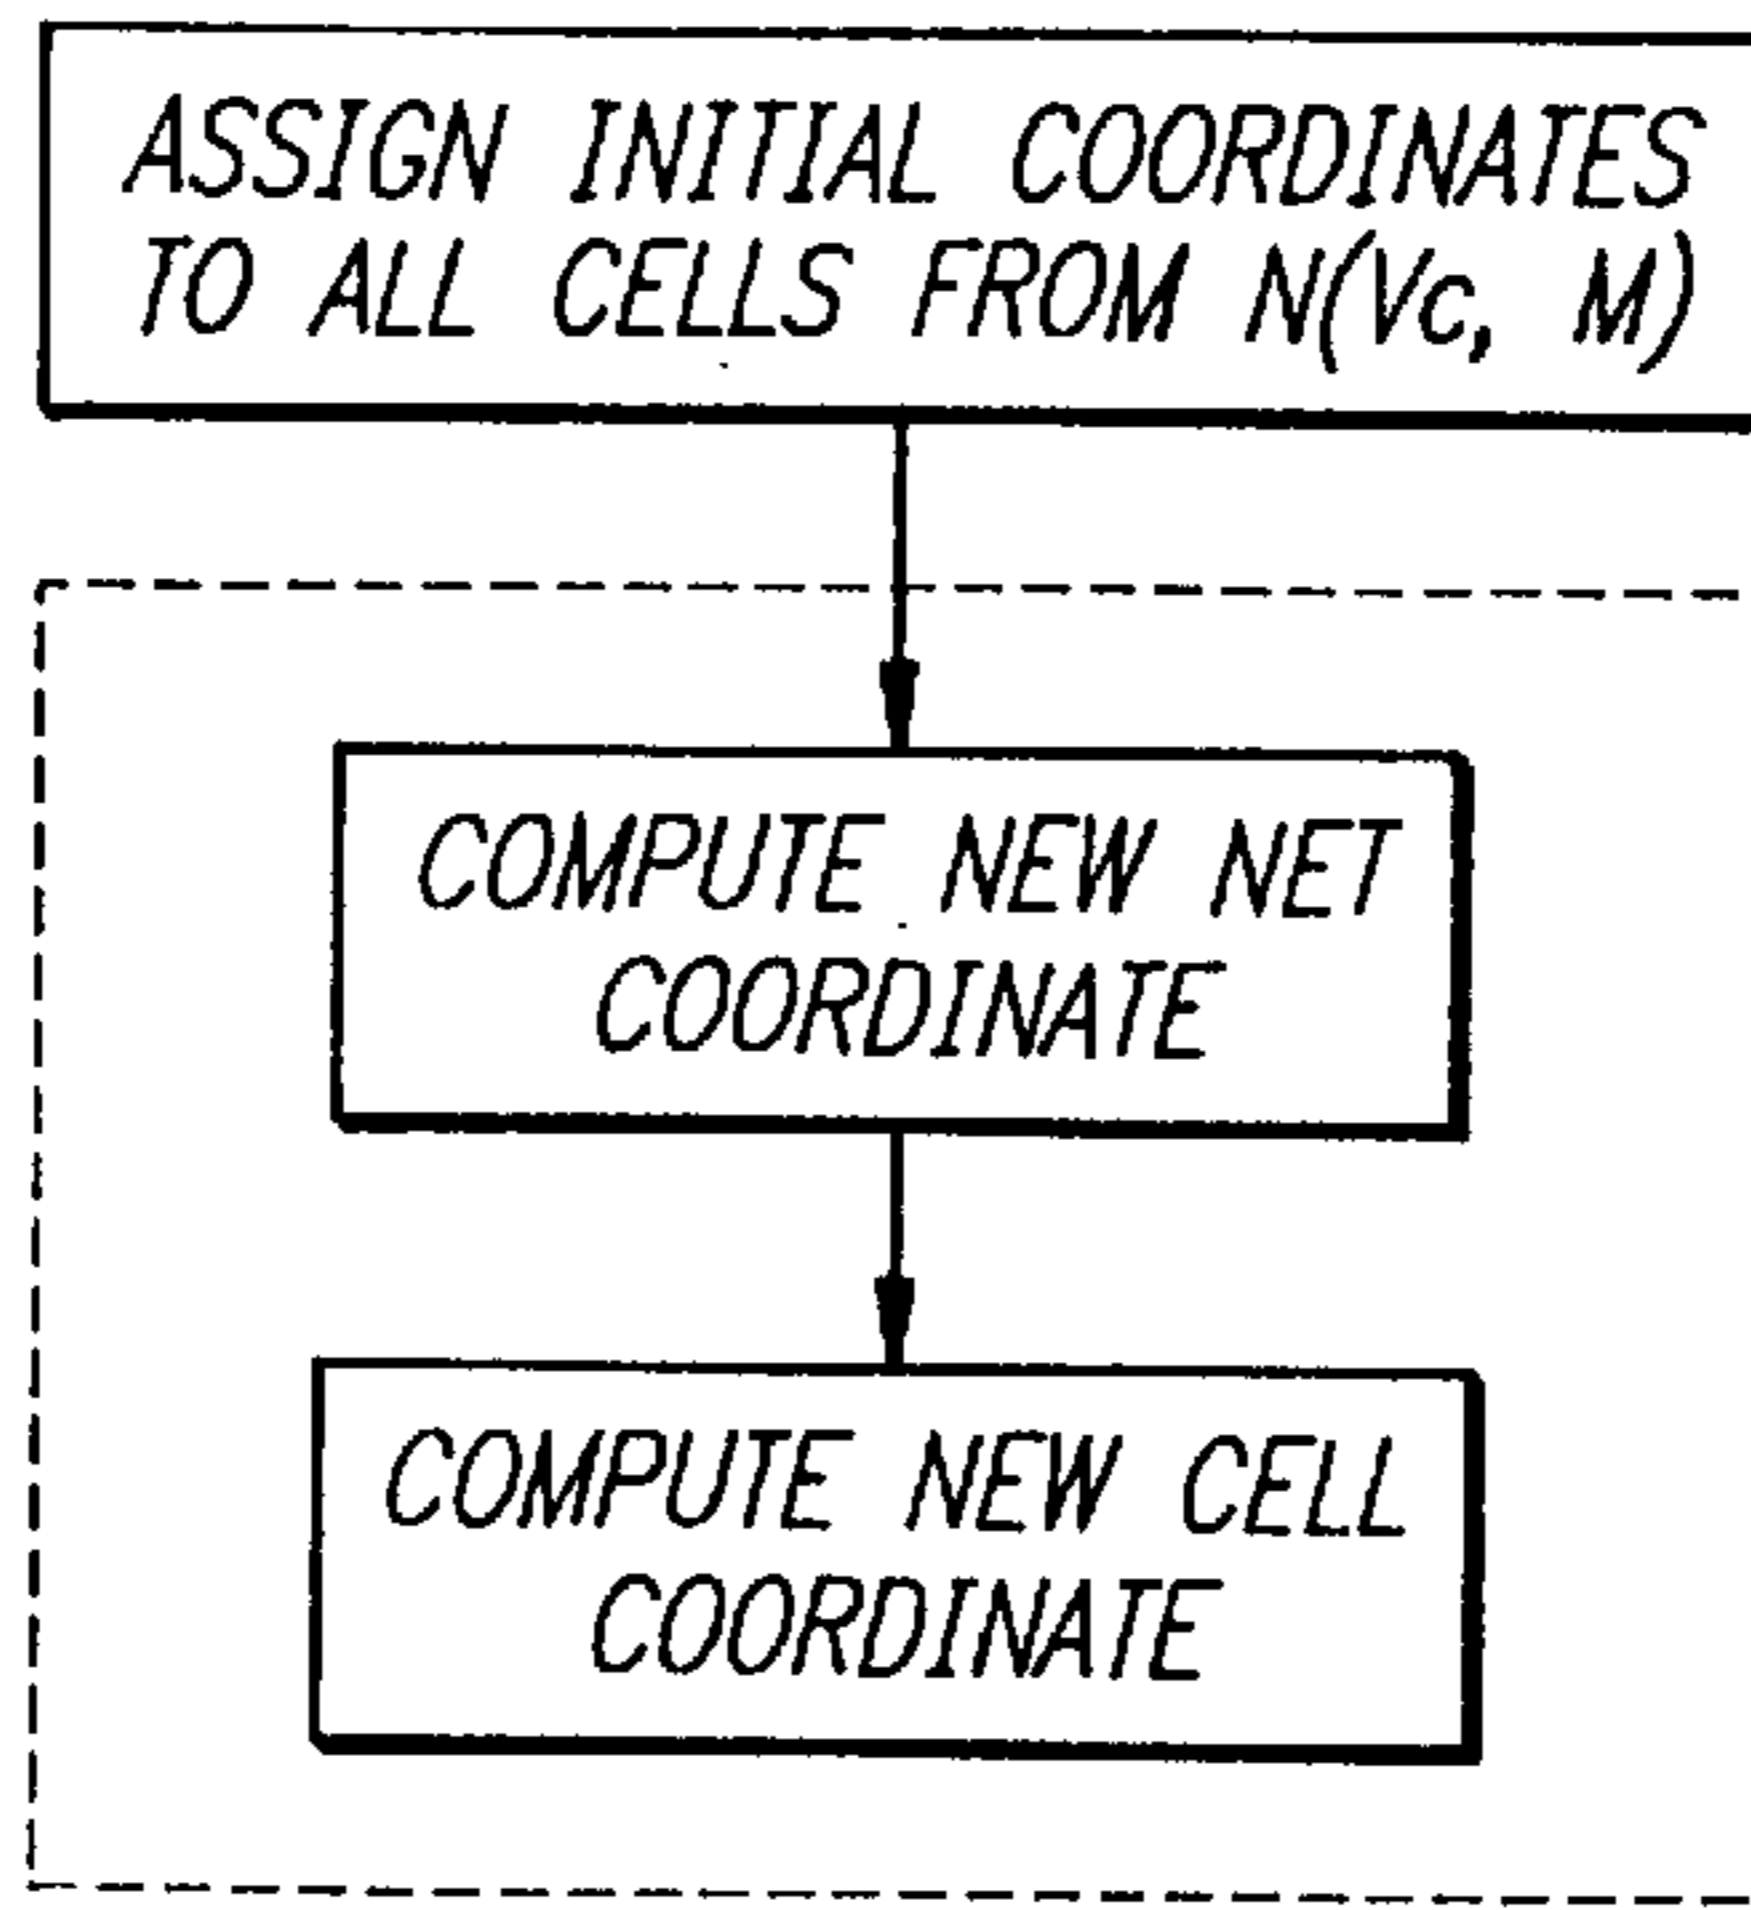 ASSIGN INITIAL COORDINATES
TO ALL CELLS FROM N(Vc, M)
COMPUTE NEW NET
COORDINATE
COMPUTE NEW CELL
COORDINATE